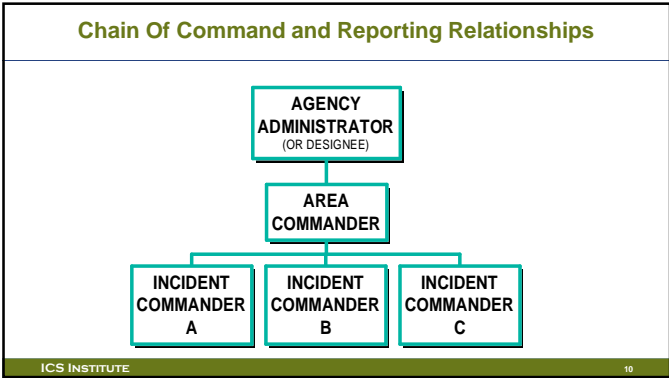 Chain Of Command and Reporting Relationships
AGENCY
ADMINISTRATOR
(OR DESIGNEE)
AREA
COMMANDER
INCIDENT
COMMANDER
A
INCIDENT
COMMANDER
B
INCIDENT
COMMANDER
C
ICS INSTITUTE
10